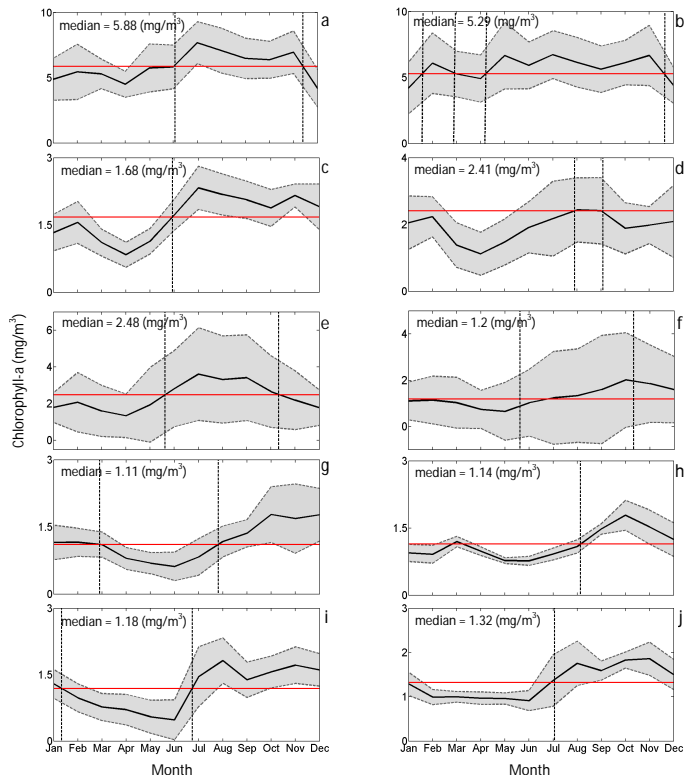 median = 5.88 (mg/m³)
a
10
5
0
median = 5.29 (mg/m³)
b
10
5
0
median = 1.68 (mg/m³)
c
3
1.5
0
median = 2.41 (mg/m³)
d
4
2
0
median = 2.48 (mg/m³)
e
6
4
2
0
median = 1.2 (mg/m³)
f
4
2
0
Chlorophyll-a (mg/m³)
median = 1.11 (mg/m³)
g
3
1.5
0
median = 1.14 (mg/m³)
h
3
1.5
0
median = 1.18 (mg/m³)
i
3
1.5
0
Jan Feb Mar Apr May Jun Jul Aug Sep Oct Nov Dec
Month
median = 1.32 (mg/m³)
j
3
2
1
0
Jan Feb Mar Apr May Jun Jul Aug Sep Oct Nov Dec
Month